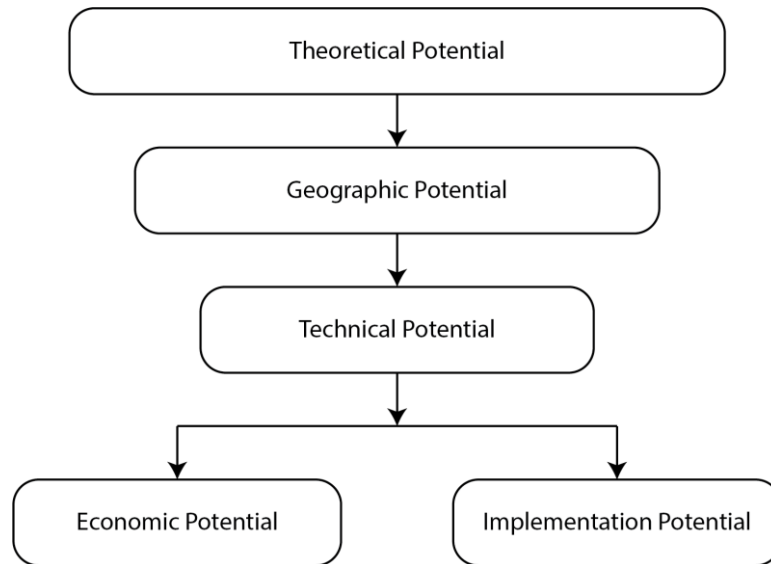 Theoretical Potential
Geographic Potential
Technical Potential
Economic Potential
Implementation Potential